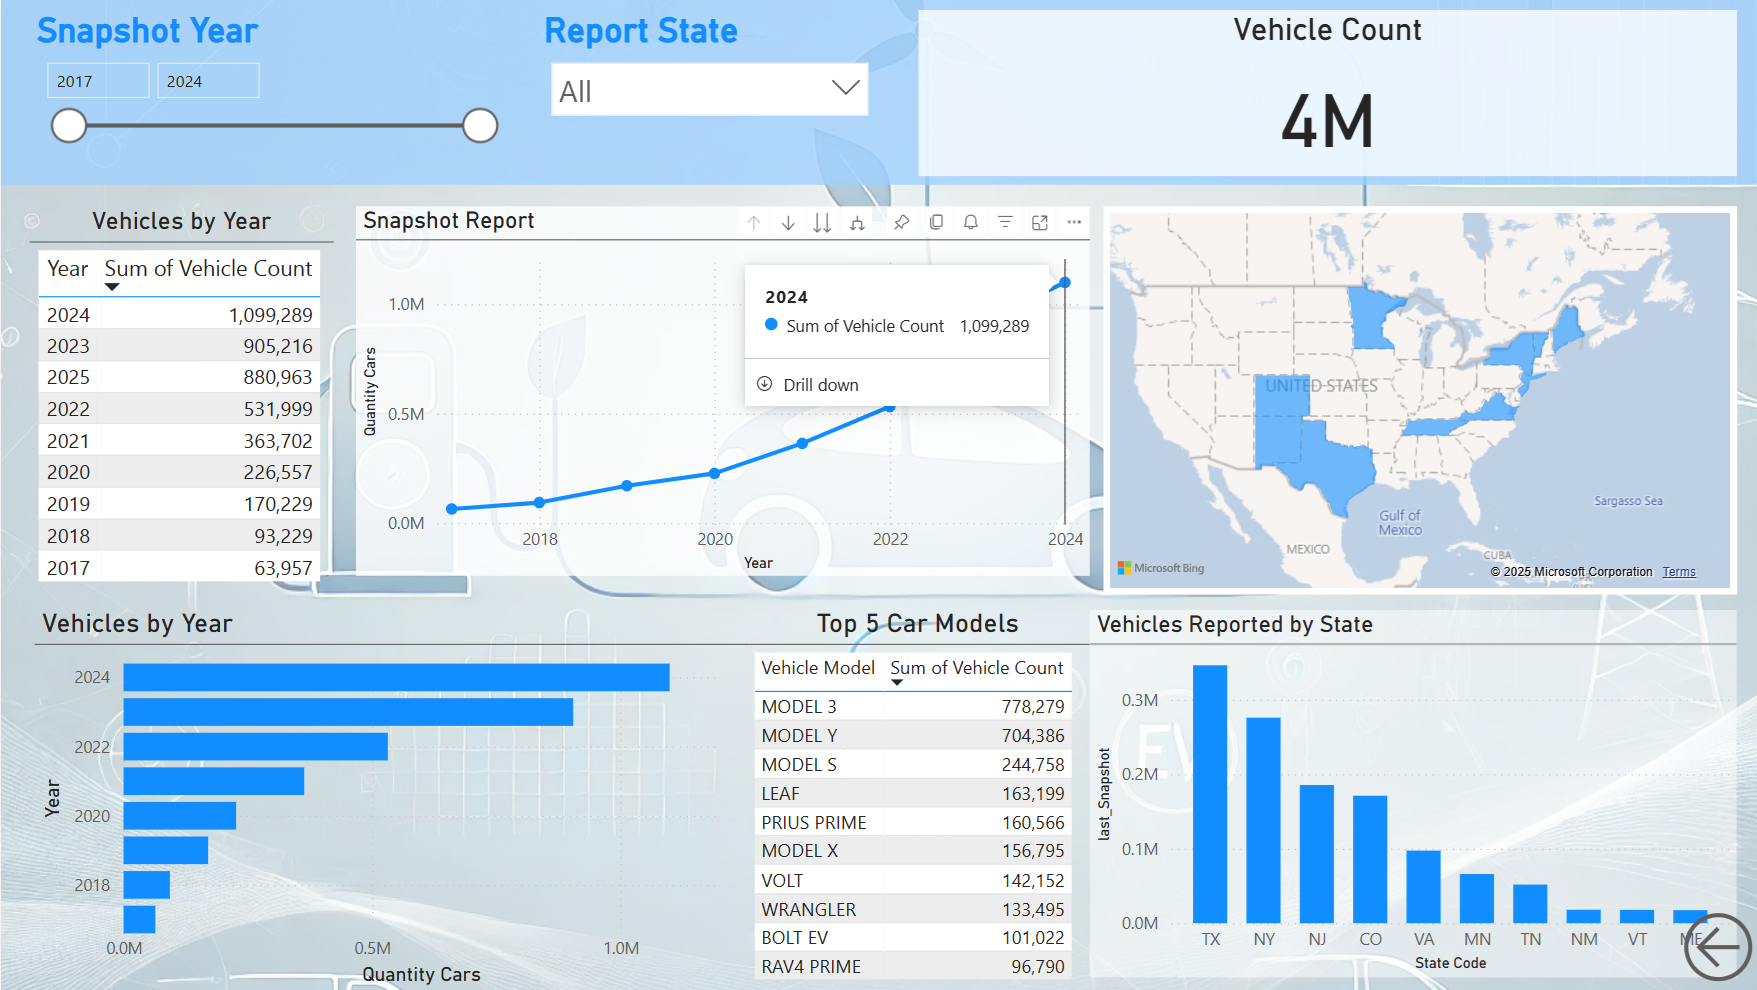 Snapshot Year
Report State
Vehicle Count
2017
2024
All
4M
Vehicles by Year
Year Sum of Vehicle Count
2024 1,099,289
2023 905,216
2025 880,963
2022 531,999
2021 363,702
2020 226,557
2019 170,229
2018 93,229
2017 63,957
Snapshot Report
Quantity Cars
1.0M
0.5M
0.0M
2024
Sum of Vehicle Count 1,099,289
Drill down
2018
2020
2022
2024
Year
UNITED STATES
Sargasso Sea
Gulf of
Mexico
MEXICO
CUBA
Microsoft Bing
© 2025 Microsoft Corporation Terms
Vehicles by Year
Year
2024
2022
2020
2018
0.0M
0.5M
1.0M
Quantity Cars
Top 5 Car Models
Vehicle Model Sum of Vehicle Count
MODEL 3 778,279
MODEL Y 704,386
MODEL S 244,758
LEAF 163,199
PRIUS PRIME 160,566
MODEL X 156,795
VOLT 142,152
WRANGLER 133,495
BOLT EV 101,022
RAV4 PRIME 96,790
Vehicles Reported by State
last_Snapshot
0.3M
0.2M
0.1M
0.0M
EV
TX
NY
NJ
CO
VA
MN
TN
NM
VT
ME
State Code